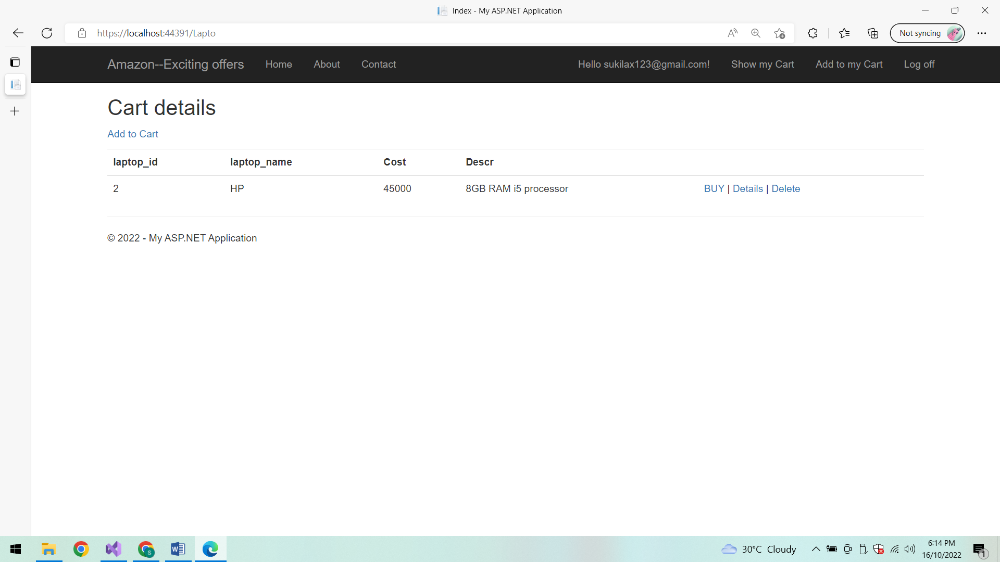 Index - My ASP.NET Application
https://localhost:44391/Lapto
Not syncing
Amazon--Exciting offers Home About Contact Hello sukilax123@gmail.com! Show my Cart Add to my Cart Log off
Cart details
Add to Cart
laptop_id laptop_name Cost Descr
2 HP 45000 8GB RAM i5 processor BUY | Details | Delete
© 2022 - My ASP.NET Application
30°C Cloudy
6:14 PM
16/10/2022
1